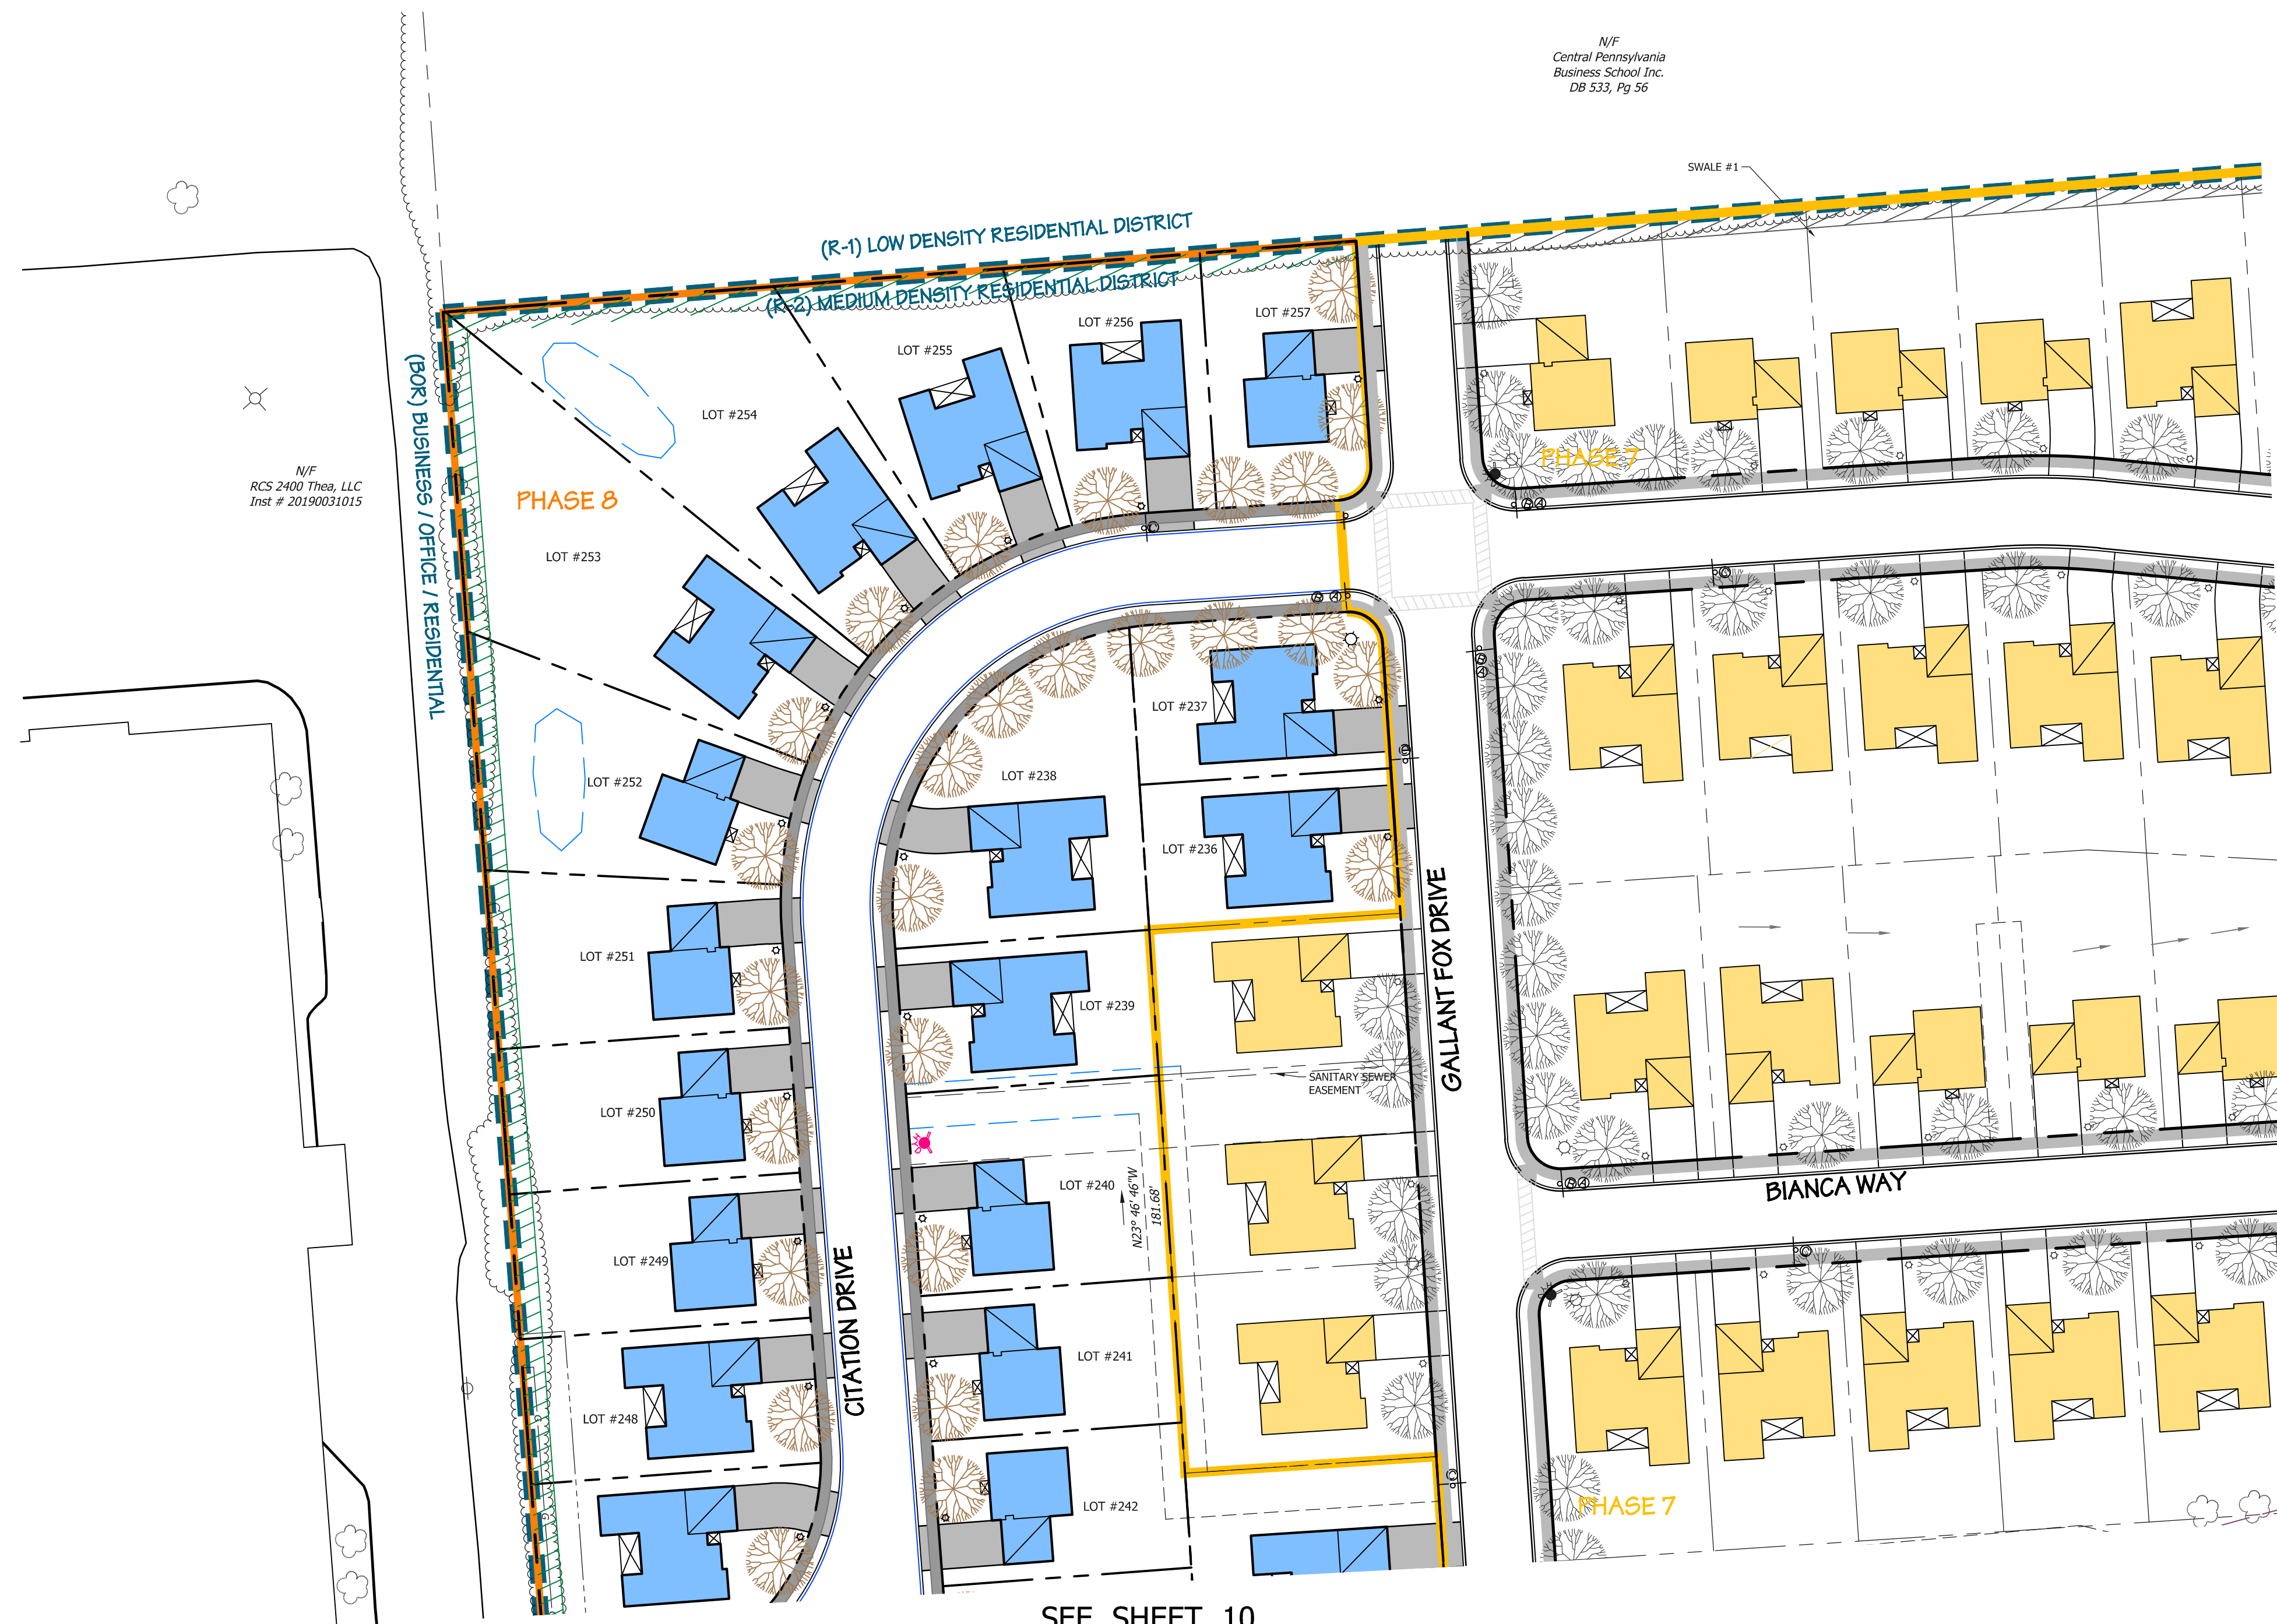 N/F
Central Pennsylvania
Business School Inc.
DB 533, Pg 56
SWALE #1
(R-1) LOW DENSITY RESIDENTIAL DISTRICT
(R-2) MEDIUM DENSITY RESIDENTIAL DISTRICT
(BOR) BUSINESS / OFFICE / RESIDENTIAL
N/F
RCS 2400 Thea, LLC
Inst # 20190031015
PHASE 8
PHASE 7
LOT #257
LOT #256
LOT #255
LOT #254
LOT #253
LOT #252
LOT #251
LOT #250
LOT #249
LOT #248
LOT #237
LOT #236
LOT #238
LOT #239
LOT #240
LOT #241
LOT #242
SANITARY SEWER
EASEMENT
N23° 46' 46"W
181.68'
CITATION DRIVE
GALLANT FOX DRIVE
BIANCA WAY
PHASE 7
SEE SHEET 10